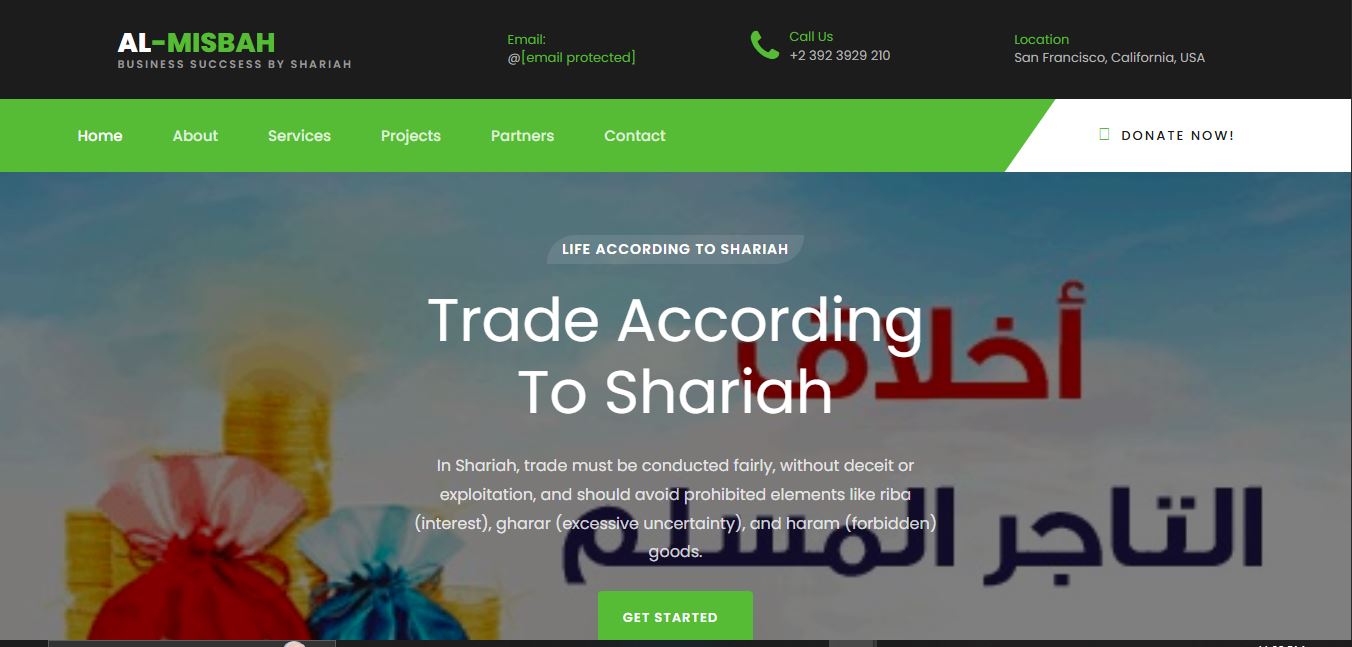 AL-MISBAH
BUSINESS SUCCSESS BY SHARIAH
Email:
@[email protected]
Call Us
+2 392 3929 210
Location
San Francisco, California, USA
Home
About
Services
Projects
Partners
Contact
DONATE NOW!
LIFE ACCORDING TO SHARIAH
Trade According
To Shariah
أخلاق
In Shariah, trade must be conducted fairly, without deceit or
exploitation, and should avoid prohibited elements like riba
(interest), gharar (excessive uncertainty), and haram (forbidden)
goods.
التاجر المسلم
GET STARTED